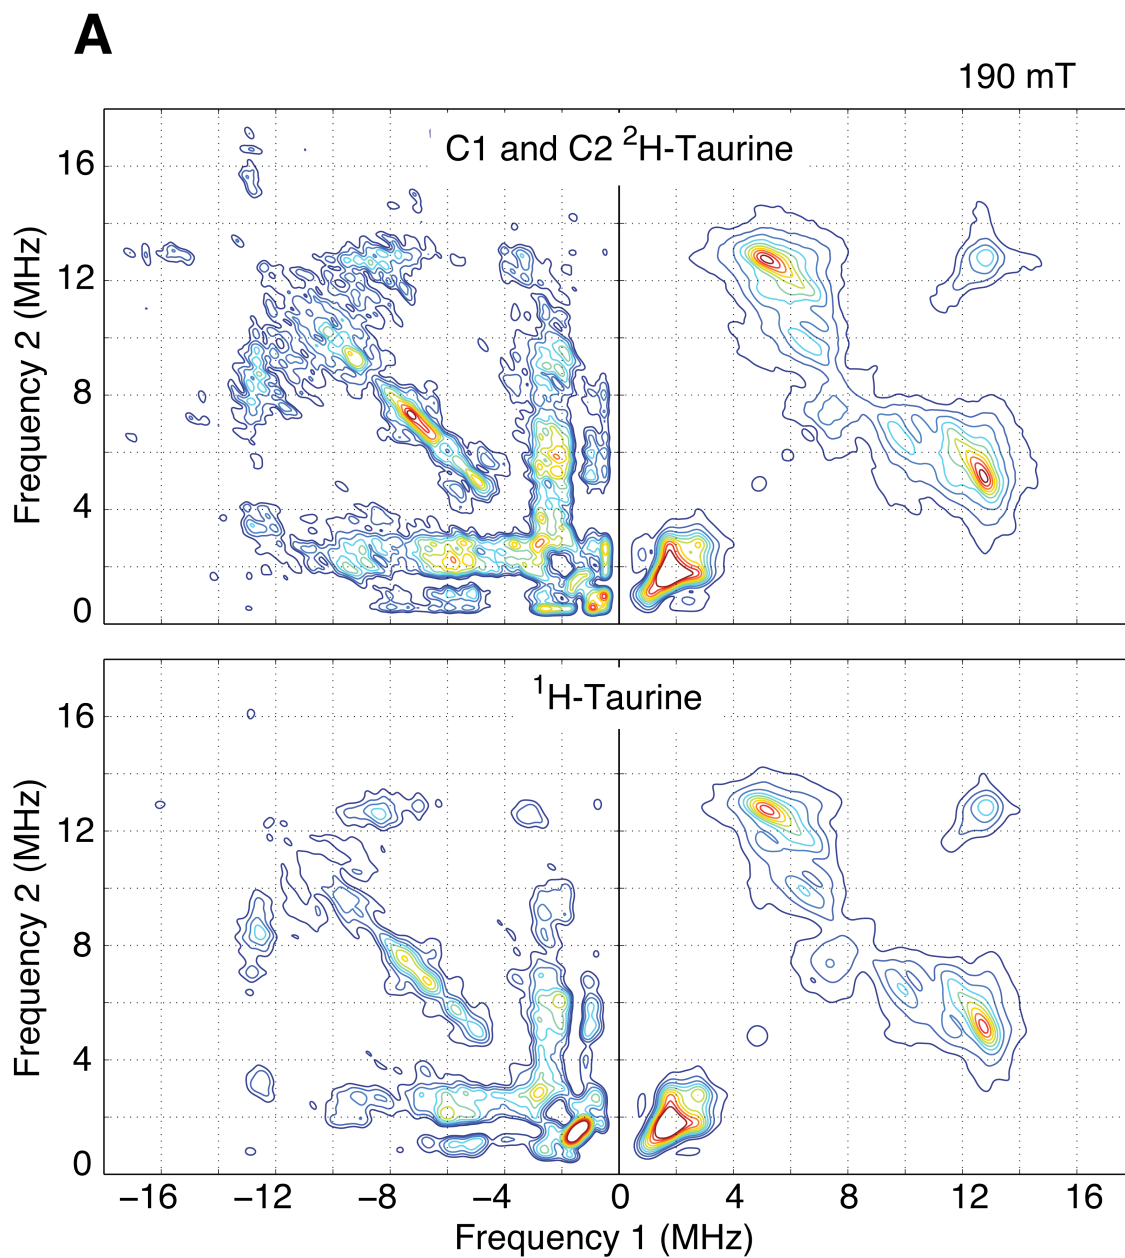 A
190 mT
C1 and C2 ²H-Taurine
16
12
8
4
0
Frequency 2 (MHz)
¹H-Taurine
16
12
8
4
0
Frequency 2 (MHz)
−16 −12 −8 −4 0 4 8 12 16
Frequency 1 (MHz)